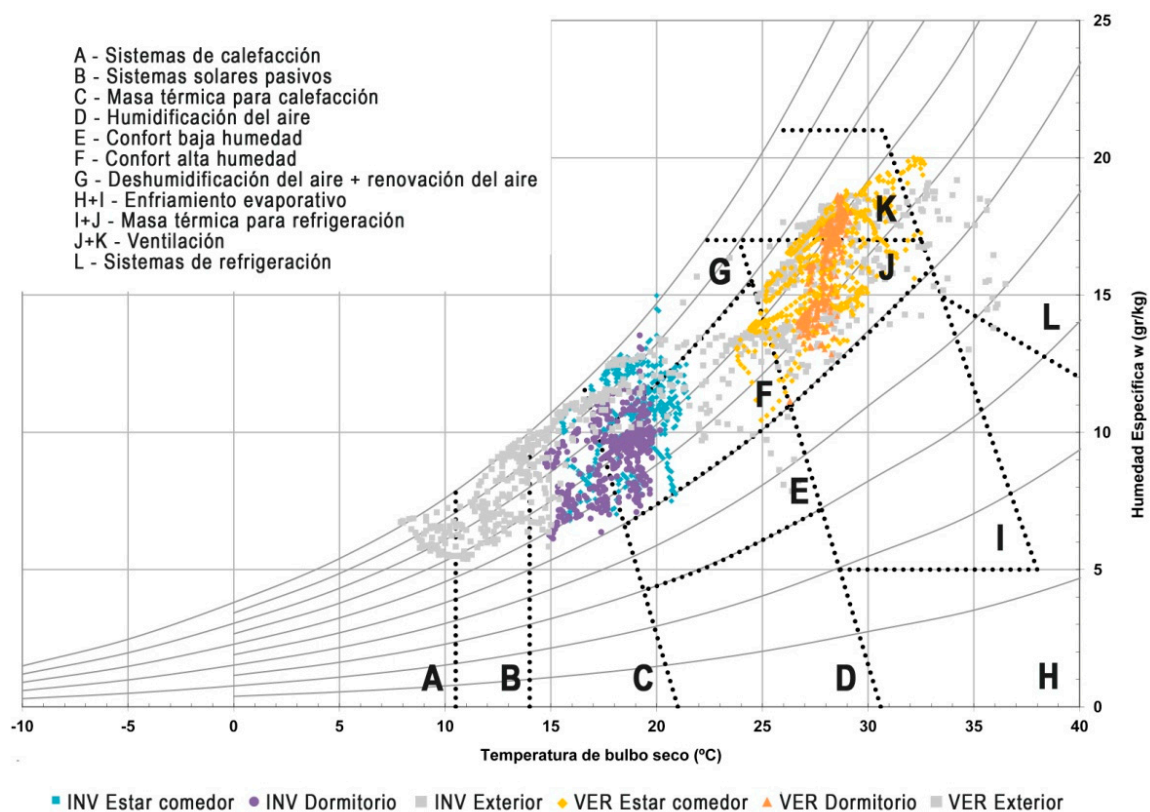 A - Sistemas de calefacción
B - Sistemas solares pasivos
C - Masa térmica para calefacción
D - Humidificación del aire
E - Confort baja humedad
F - Confort alta humedad
G - Deshumidificación del aire + renovación del aire
H+I - Enfriamiento evaporativo
I+J - Masa térmica para refrigeración
J+K - Ventilación
L - Sistemas de refrigeración
25
20
15
10
5
0
Humedad Especifica w (gr/kg)
K
G
J
L
F
E
I
A
B
C
D
H
-10
-5
0
5
10
15
20
25
30
35
40
Temperatura de bulbo seco (ºC)
INV Estar comedor
INV Dormitorio
INV Exterior
VER Estar comedor
VER Dormitorio
VER Exterior